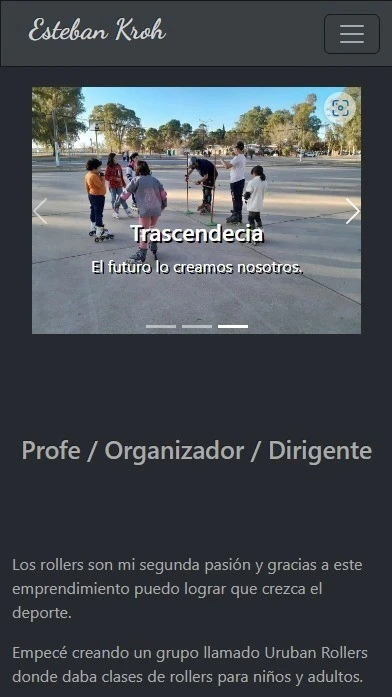 Esteban Kroh
Trascendecia
El futuro lo creamos nosotros.
Profe / Organizador / Dirigente
Los rollers son mi segunda pasión y gracias a este
emprendimiento puedo lograr que crezca el
deporte.
Empecé creando un grupo llamado Uruban Rollers
donde daba clases de rollers para niños y adultos.